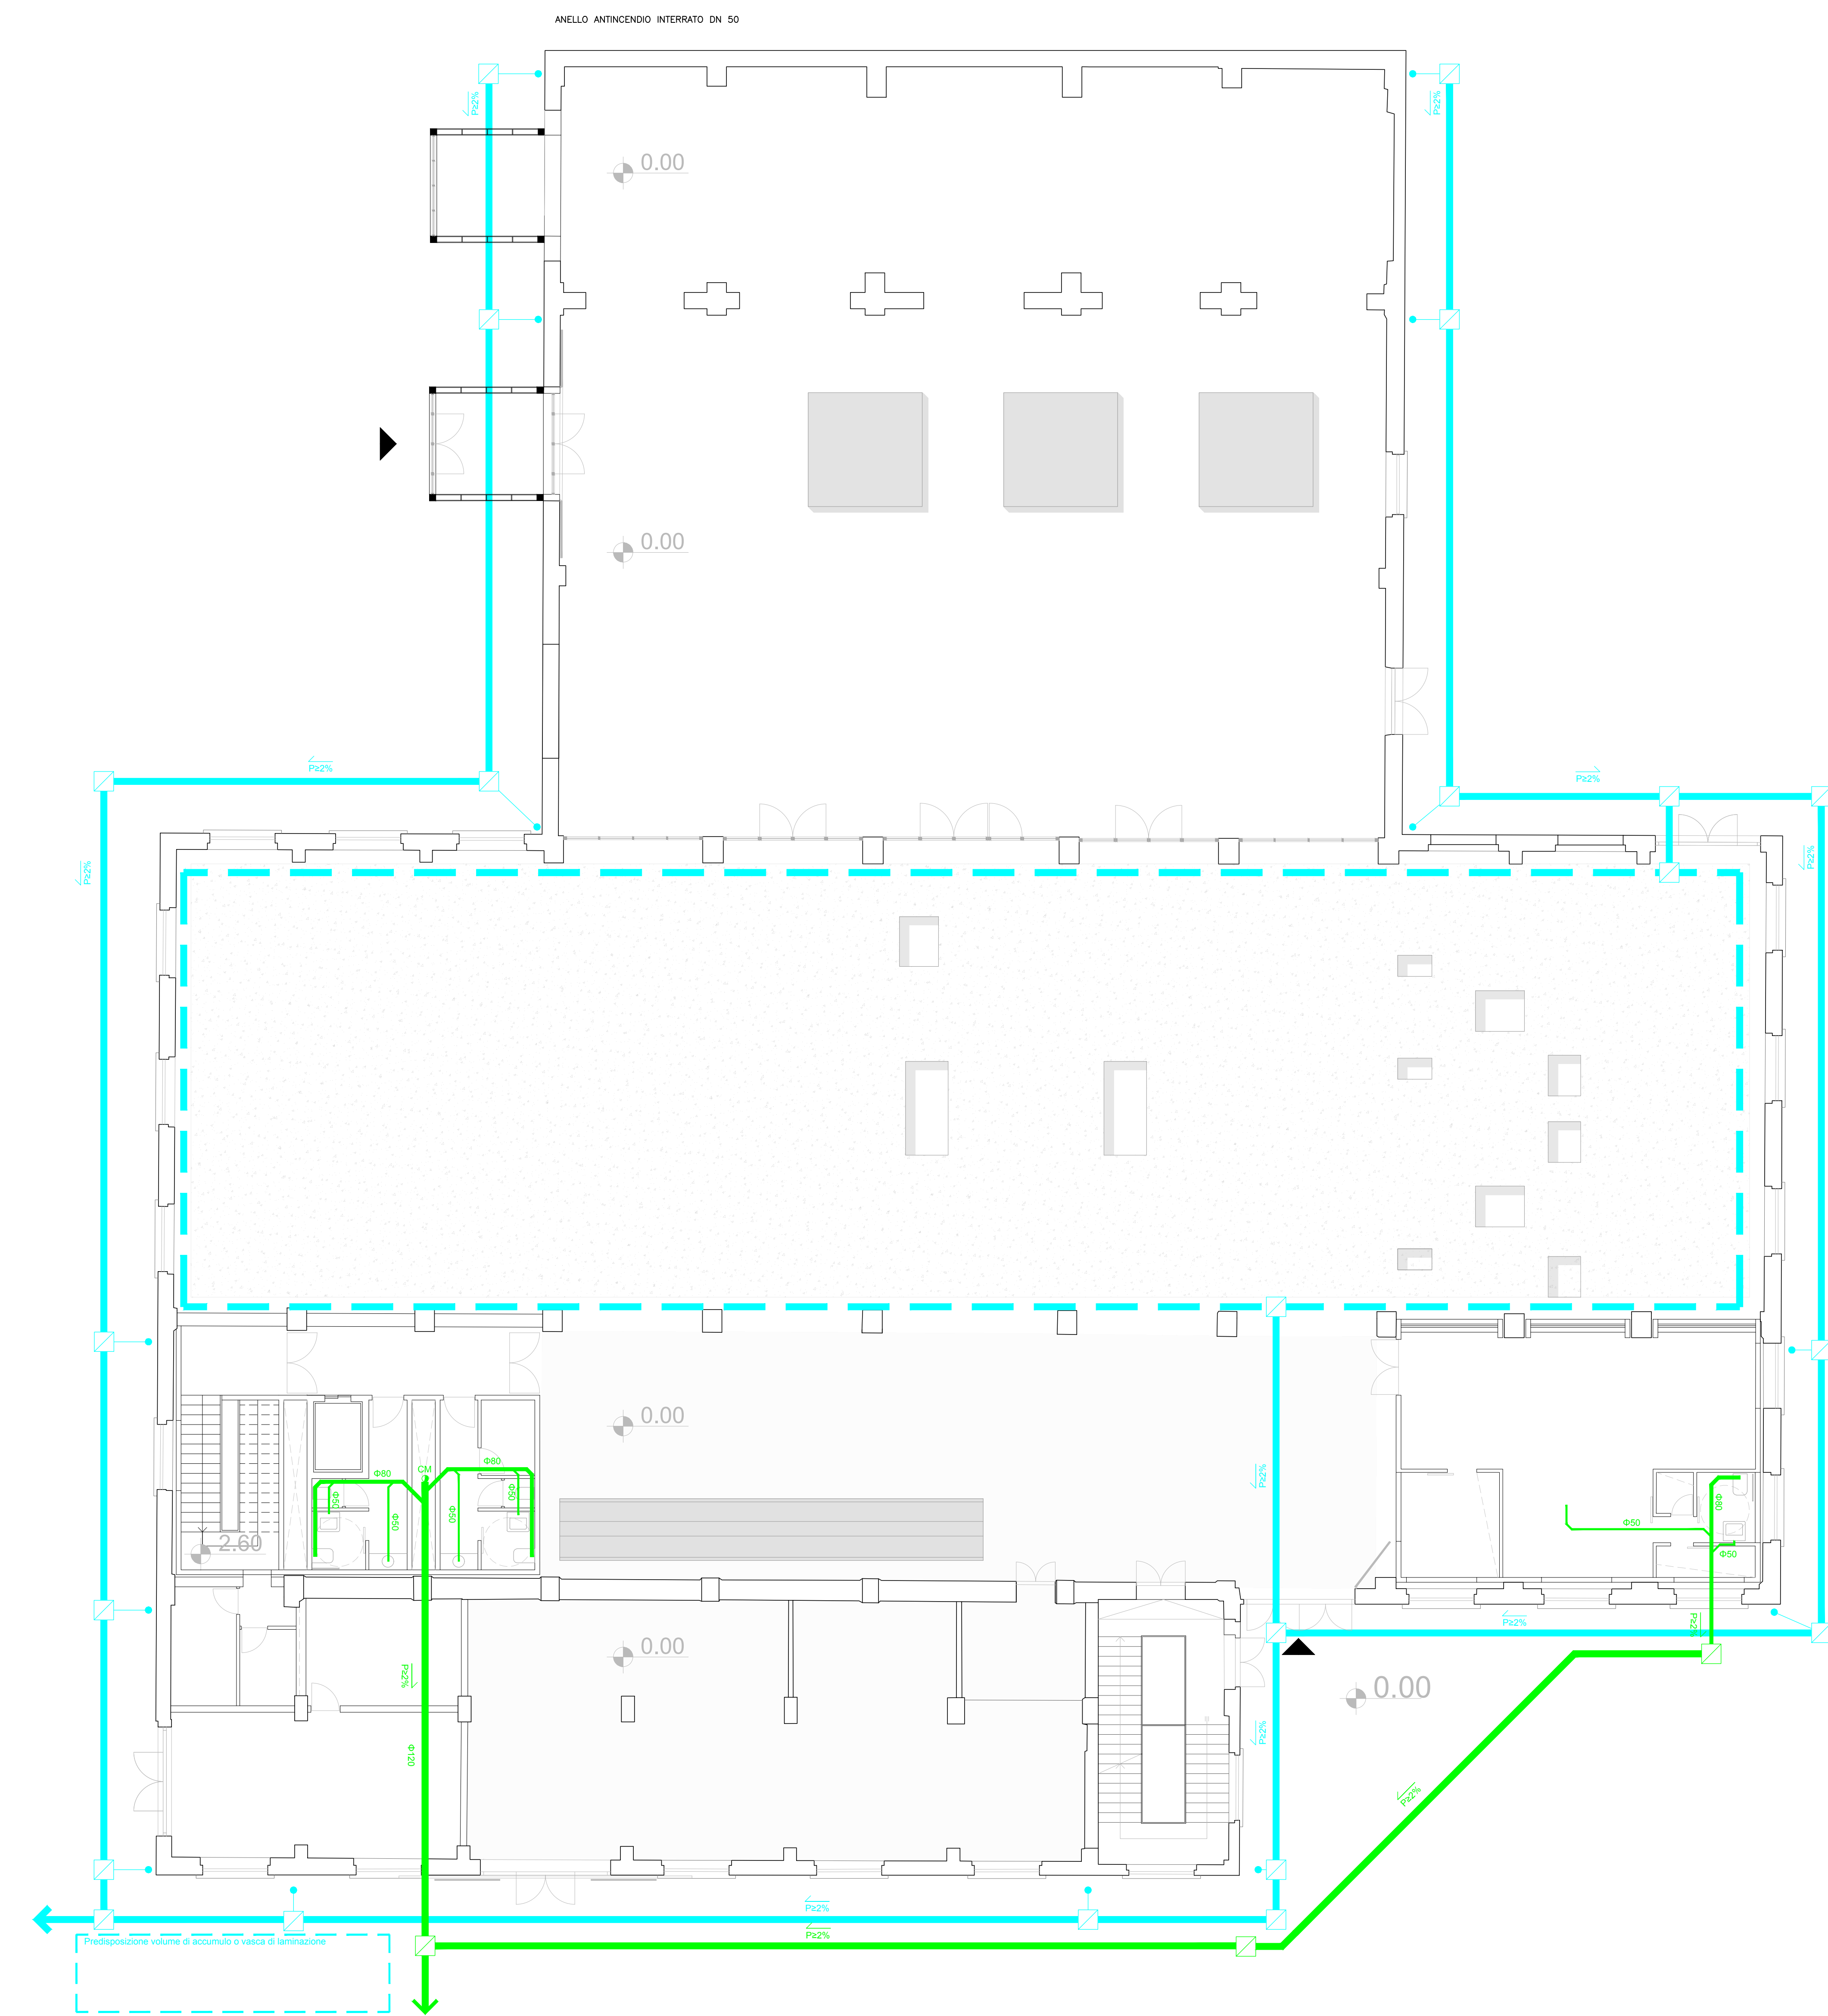 ANELLO ANTINCENDIO INTERRATO DN 50
P≥2%
P≥2%
0.00
0.00
P≥2%
P≥2%
P≥2%
P≥2%
0.00
Φ80
CM
Φ80
Φ50
Φ50
Φ50
Φ50
P≥2%
Φ80
Φ50
Φ50
2.60
P≥2%
P≥2%
0.00
P≥2%
0.00
P≥2%
Φ120
P≥2%
P≥2%
P≥2%
Predisposizione volume di accumulo o vasca di laminazione